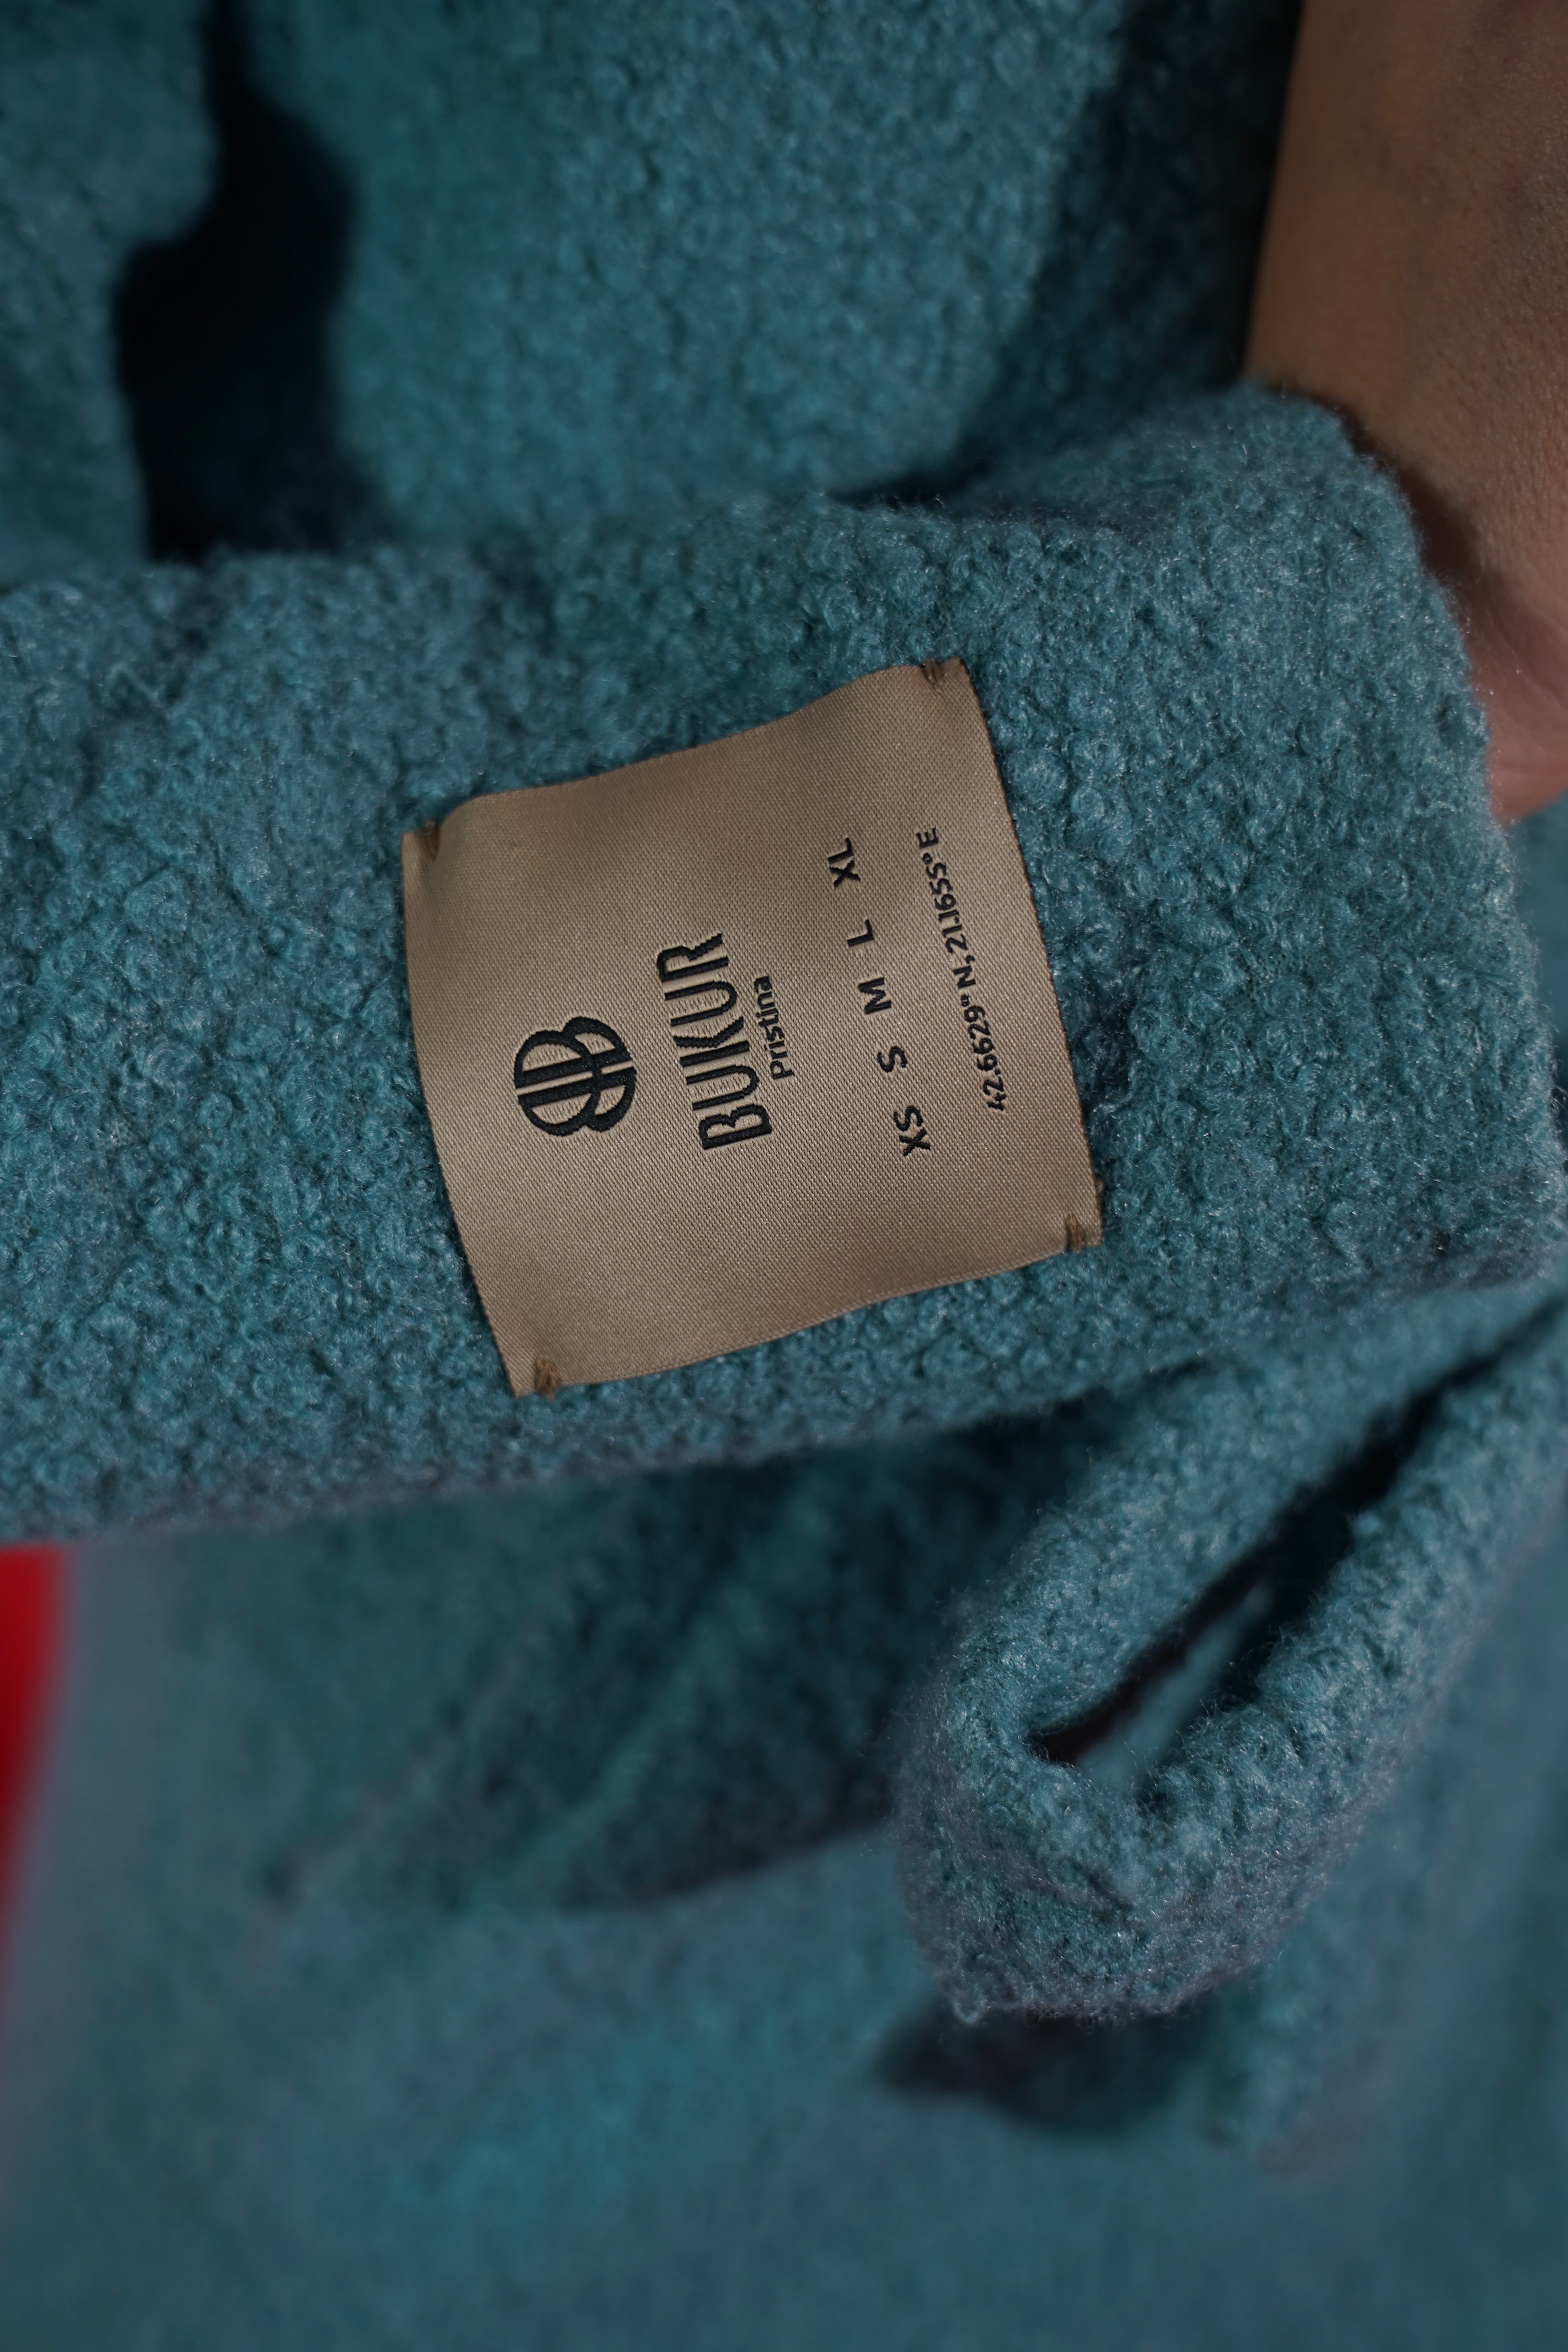 BUKUR
Pristina
XS S M L XL
42.6629° N, 21.1655° E